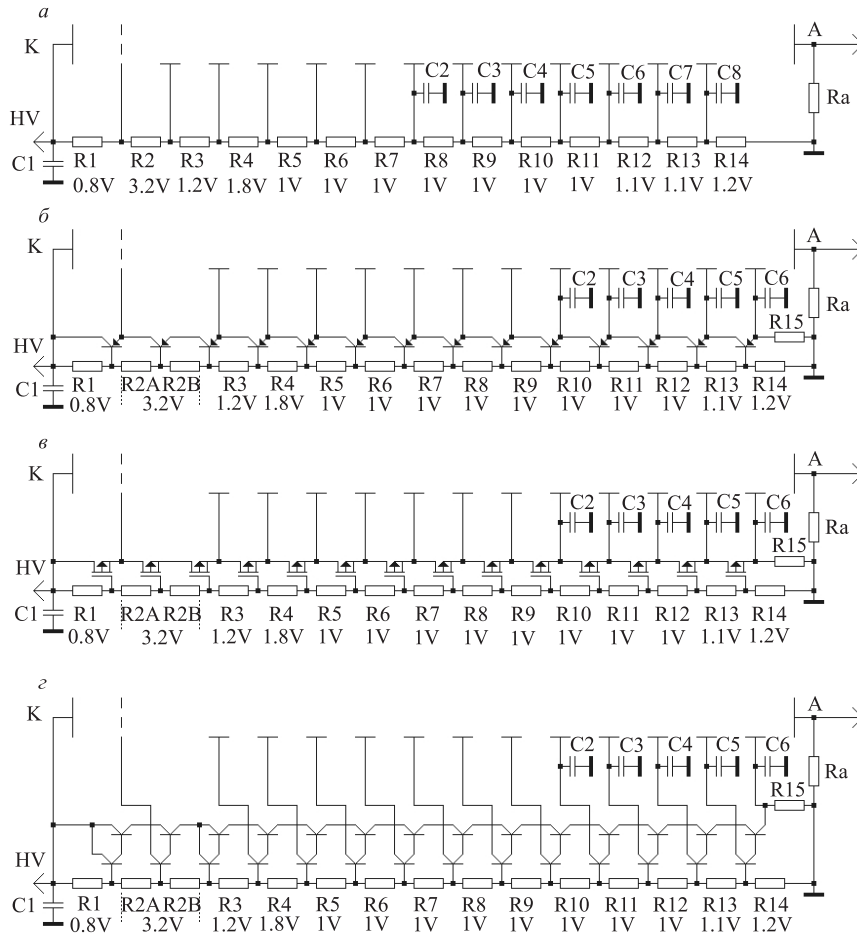 а
K
A
C2 C3 C4 C5 C6 C7 C8
Ra
HV
C1
R1 R2 R3 R4 R5 R6 R7 R8 R9 R10 R11 R12 R13 R14
0.8V 3.2V 1.2V 1.8V 1V 1V 1V 1V 1V 1V 1V 1.1V 1.1V 1.2V
б
K
A
C2 C3 C4 C5 C6
Ra
R15
HV
C1
R1 R2A R2B R3 R4 R5 R6 R7 R8 R9 R10 R11 R12 R13 R14
0.8V 3.2V 1.2V 1.8V 1V 1V 1V 1V 1V 1V 1V 1V 1.1V 1.2V
в
K
A
C2 C3 C4 C5 C6
Ra
R15
HV
C1
R1 R2A R2B R3 R4 R5 R6 R7 R8 R9 R10 R11 R12 R13 R14
0.8V 3.2V 1.2V 1.8V 1V 1V 1V 1V 1V 1V 1V 1V 1.1V 1.2V
г
K
A
C2 C3 C4 C5 C6
Ra
R15
HV
C1
R1 R2A R2B R3 R4 R5 R6 R7 R8 R9 R10 R11 R12 R13 R14
0.8V 3.2V 1.2V 1.8V 1V 1V 1V 1V 1V 1V 1V 1V 1.1V 1.2V